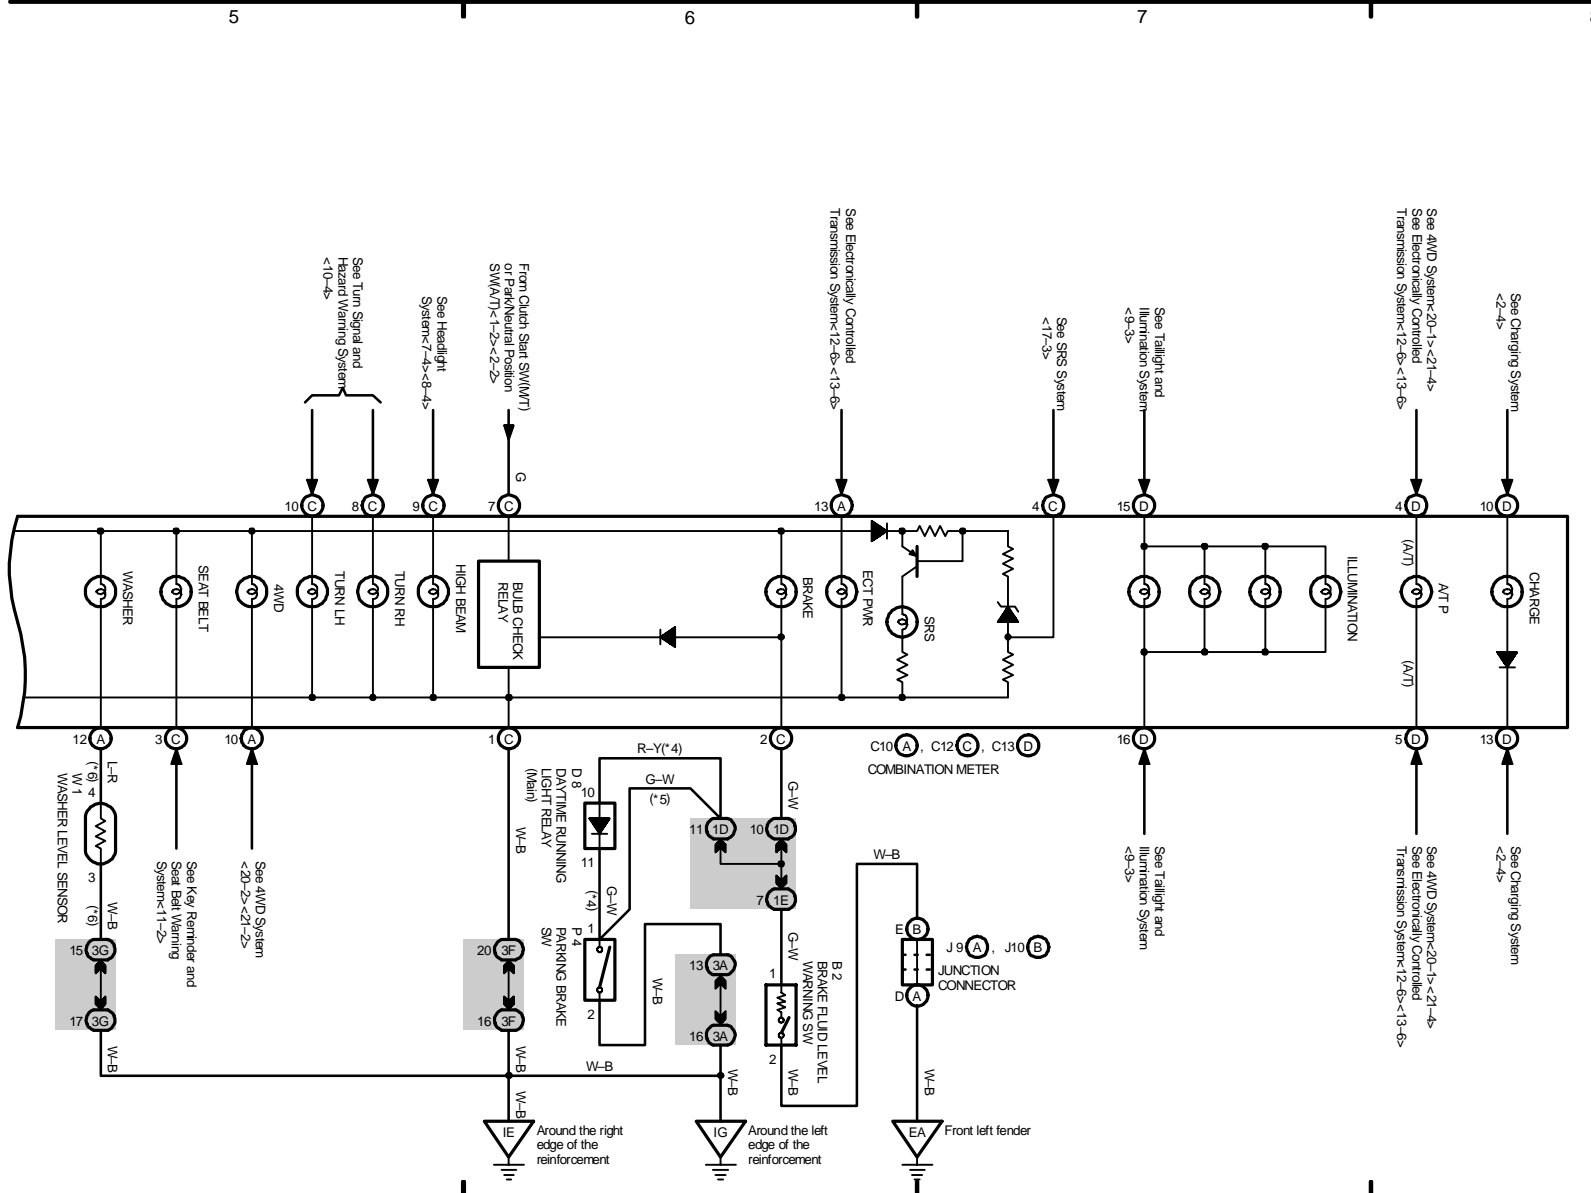 5
6
7
See Turn Signal and
Hazard Warning System
<10–4>
See Headlight
System<7–4><8–4>
From Clutch Start SW(M/T)
or Park/Neutral Position
SW(A/T)<1–2><2–2>
See Electronically Controlled
Transmission System<12–6><13–6>
See SRS System
<17–3>
See Taillight and
Illumination System
<9–3>
See 4WD System<20–1><21–4>
See Electronically Controlled
Transmission System<12–6><13–6>
See Charging System
<2–4>
G
10 C
8 C
9 C
7 C
13 A
4 C
15 D
4 D
10 D
WASHER
SEAT BELT
4WD
TURN LH
TURN RH
HIGH BEAM
BULB CHECK
RELAY
BRAKE
ECT PWR
SRS
ILLUMINATION
(A/T)
A/T P
(A/T)
CHARGE
12 A
3 C
10 A
1 C
2 C
C10 A , C12 C , C13 D
COMBINATION METER
16 D
5 D
13 D
L–R
(*6)
4
W 1
WASHER LEVEL SENSOR
3
W–B
(*6)
15 3G
17 3G
W–B
See Key Reminder and
Seat Belt Warning
System<11–2>
See 4WD System
<20–2><21–2>
W–B
20 3F
16 3F
W–B
W–B
R–Y(*4)
G–W
(*5)
D 8
DAYTIME RUNNING
LIGHT RELAY
(Main)
10
11
G–W
(*4)
1
P 4
PARKING BRAKE
SW
2
W–B
11 1D
10 1D
7 1E
G–W
G–W
13 3A
16 3A
W–B
W–B
1
B 2
BRAKE FLUID LEVEL
WARNING SW
2
W–B
W–B
E B
J 9 A , J10 B
JUNCTION
CONNECTOR
D A
W–B
See Taillight and
Illumination System
<9–3>
See 4WD System<20–1><21–4>
See Electronically Controlled
Transmission System<12–6><13–6>
See Charging System
<2–4>
IE
Around the right
edge of the
reinforcement
IG
Around the left
edge of the
reinforcement
EA
Front left fender